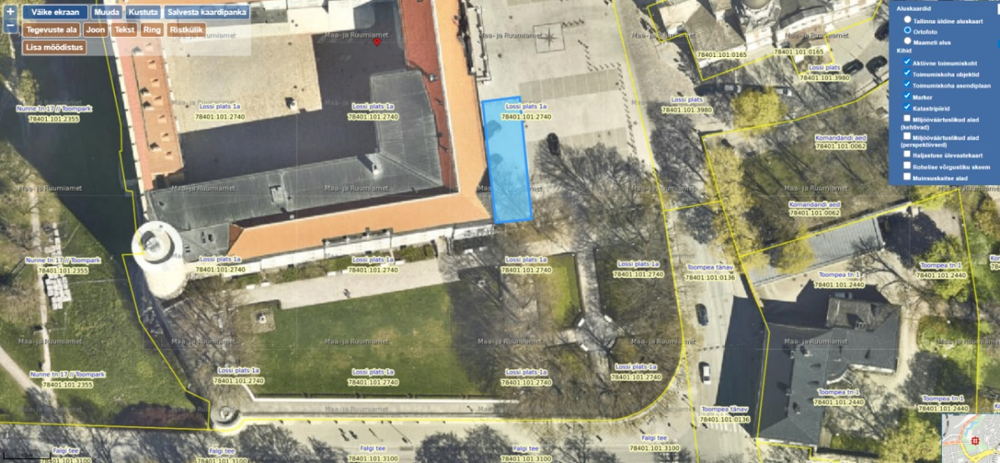 +
−
Väike ekraan
Muuda
Kustuta
Salvesta kaardipanka
Tegevuste ala
Joon
Tekst
Ring
Ristkülik
Lisa mõõdistus
Aluskaardid
Tallinna üldine aluskaart
Ortofoto
Maameti alus
Kihid
Aktiivne toimumiskoht
Toimumiskoha objektid
Toimumiskoha asendiplaan
Marker
Katastripiirid
Miljööväärtuslikud alad
(kehtivad)
Miljööväärtuslikud alad
(perspektiivsed)
Haljastuse ülevaatekaart
Rohelise võrgustiku skeem
Muinsuskaitse alad
Maa- ja Ruumiamet
Maa- ja Ruumiamet
Maa- ja Ruumiamet
78401:101:0165
78401:101:0165
Lossi plats
78401:101:3980
Nunne tn 17 // Toompark
78401:101:2355
Lossi plats 1a
78401:101:2740
Lossi plats 1a
78401:101:2740
Lossi plats 1a
78401:101:2740
Lossi plats
78401:101:3980
Komandandi aed
78401:101:0062
Maa- ja Ruumiamet
Maa- ja Ruumiamet
Maa- ja Ruumiamet
Maa- ja Ruumiamet
Maa- ja Ruumiamet
Komandandi aed
78401:101:0062
Nunne tn 17 // Toompark
78401:101:2355
Lossi plats 1a
78401:101:2740
Lossi plats 1a
78401:101:2740
Lossi plats 1a
78401:101:2740
Lossi plats 1a
78401:101:2740
Toompea tänav
78401:101:0136
Toompea tn 1
78401:101:2440
Toompea tn 1
78401:101:2440
Maa- ja Ruumiamet
Maa- ja Ruumiamet
Maa- ja Ruumiamet
Maa- ja Ruumiamet
Maa- ja Ruumiamet
Maa- ja Ruumiamet
Nunne tn 17 // Toompark
78401:101:2355
Lossi plats 1a
78401:101:2740
Lossi plats 1a
78401:101:2740
Lossi plats 1a
78401:101:2740
Lossi plats 1a
78401:101:2740
Toompea tn 1
78401:101:2440
Toompea tn 1
78401:101:2440
Toompea tänav
78401:101:0136
Falgi tee
78401:101:3100
Falgi tee
78401:101:3100
Falgi tee
78401:101:3100
Falgi tee
78401:101:3100
Falgi tee
78401:101:3100